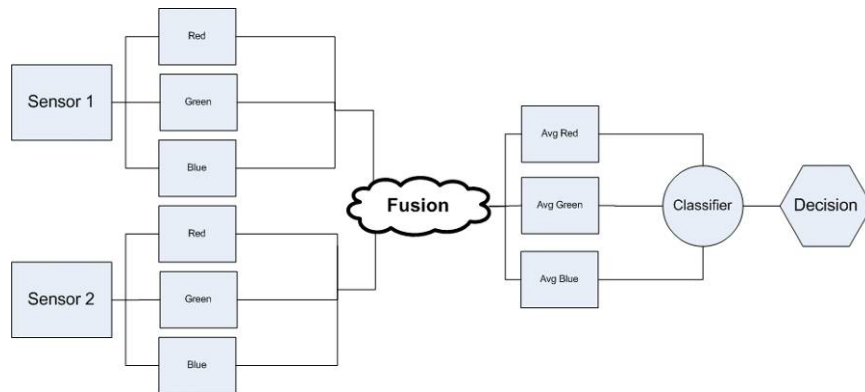 Sensor 1
Red
Green
Blue
Sensor 2
Red
Green
Blue
Fusion
Avg Red
Avg Green
Avg Blue
Classifier
Decision